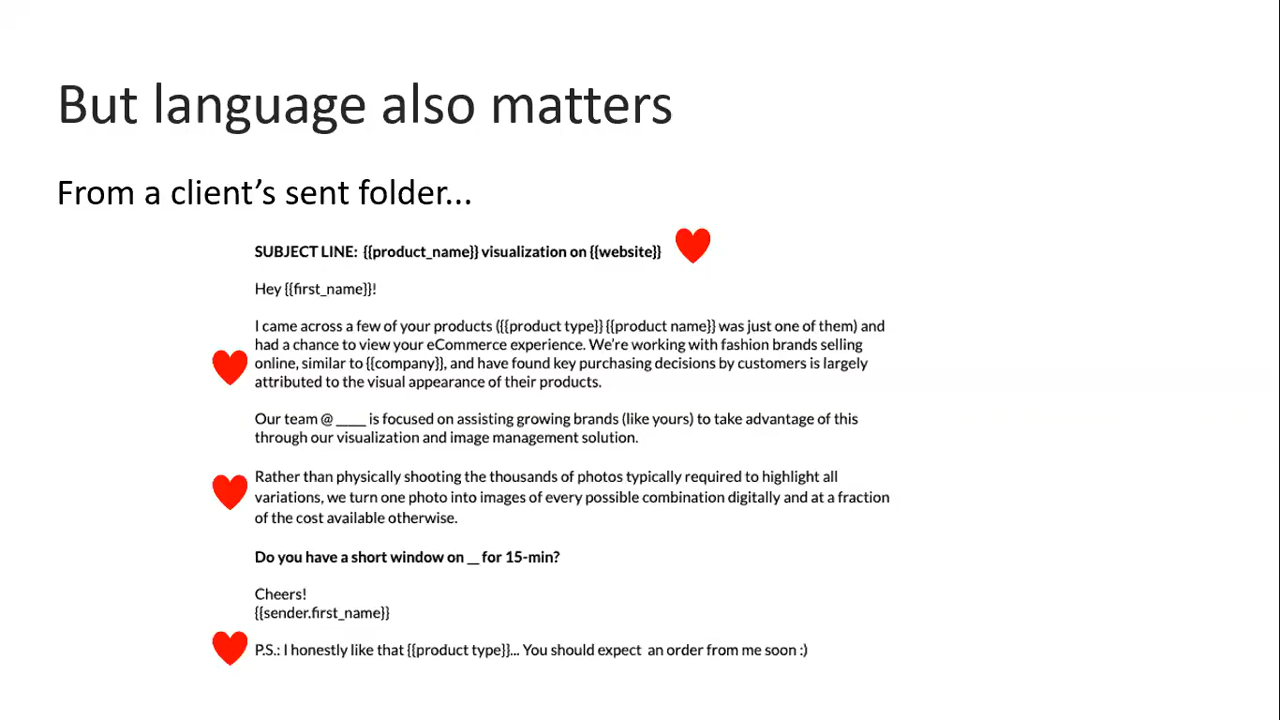 But language also matters
From a client’s sent folder...
SUBJECT LINE: {{product_name}} visualization on {{website}}
Hey {{first_name}}!
I came across a few of your products ({{product type}} {{product name}} was just one of them) and
had a chance to view your eCommerce experience. We’re working with fashion brands selling
online, similar to {{company}}, and have found key purchasing decisions by customers is largely
attributed to the visual appearance of their products.
Our team @ ____ is focused on assisting growing brands (like yours) to take advantage of this
through our visualization and image management solution.
Rather than physically shooting the thousands of photos typically required to highlight all
variations, we turn one photo into images of every possible combination digitally and at a fraction
of the cost available otherwise.
Do you have a short window on __ for 15-min?
Cheers!
{{sender.first_name}}
P.S.: I honestly like that {{product type}}... You should expect an order from me soon :)